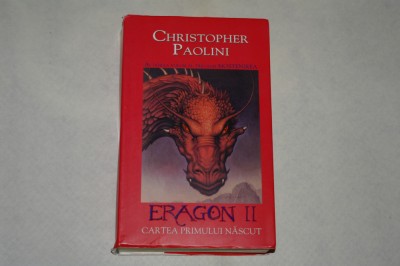 CHRISTOPHER
PAOLINI
ERAGON II
CARTEA PRIMULUI NĂSCUT